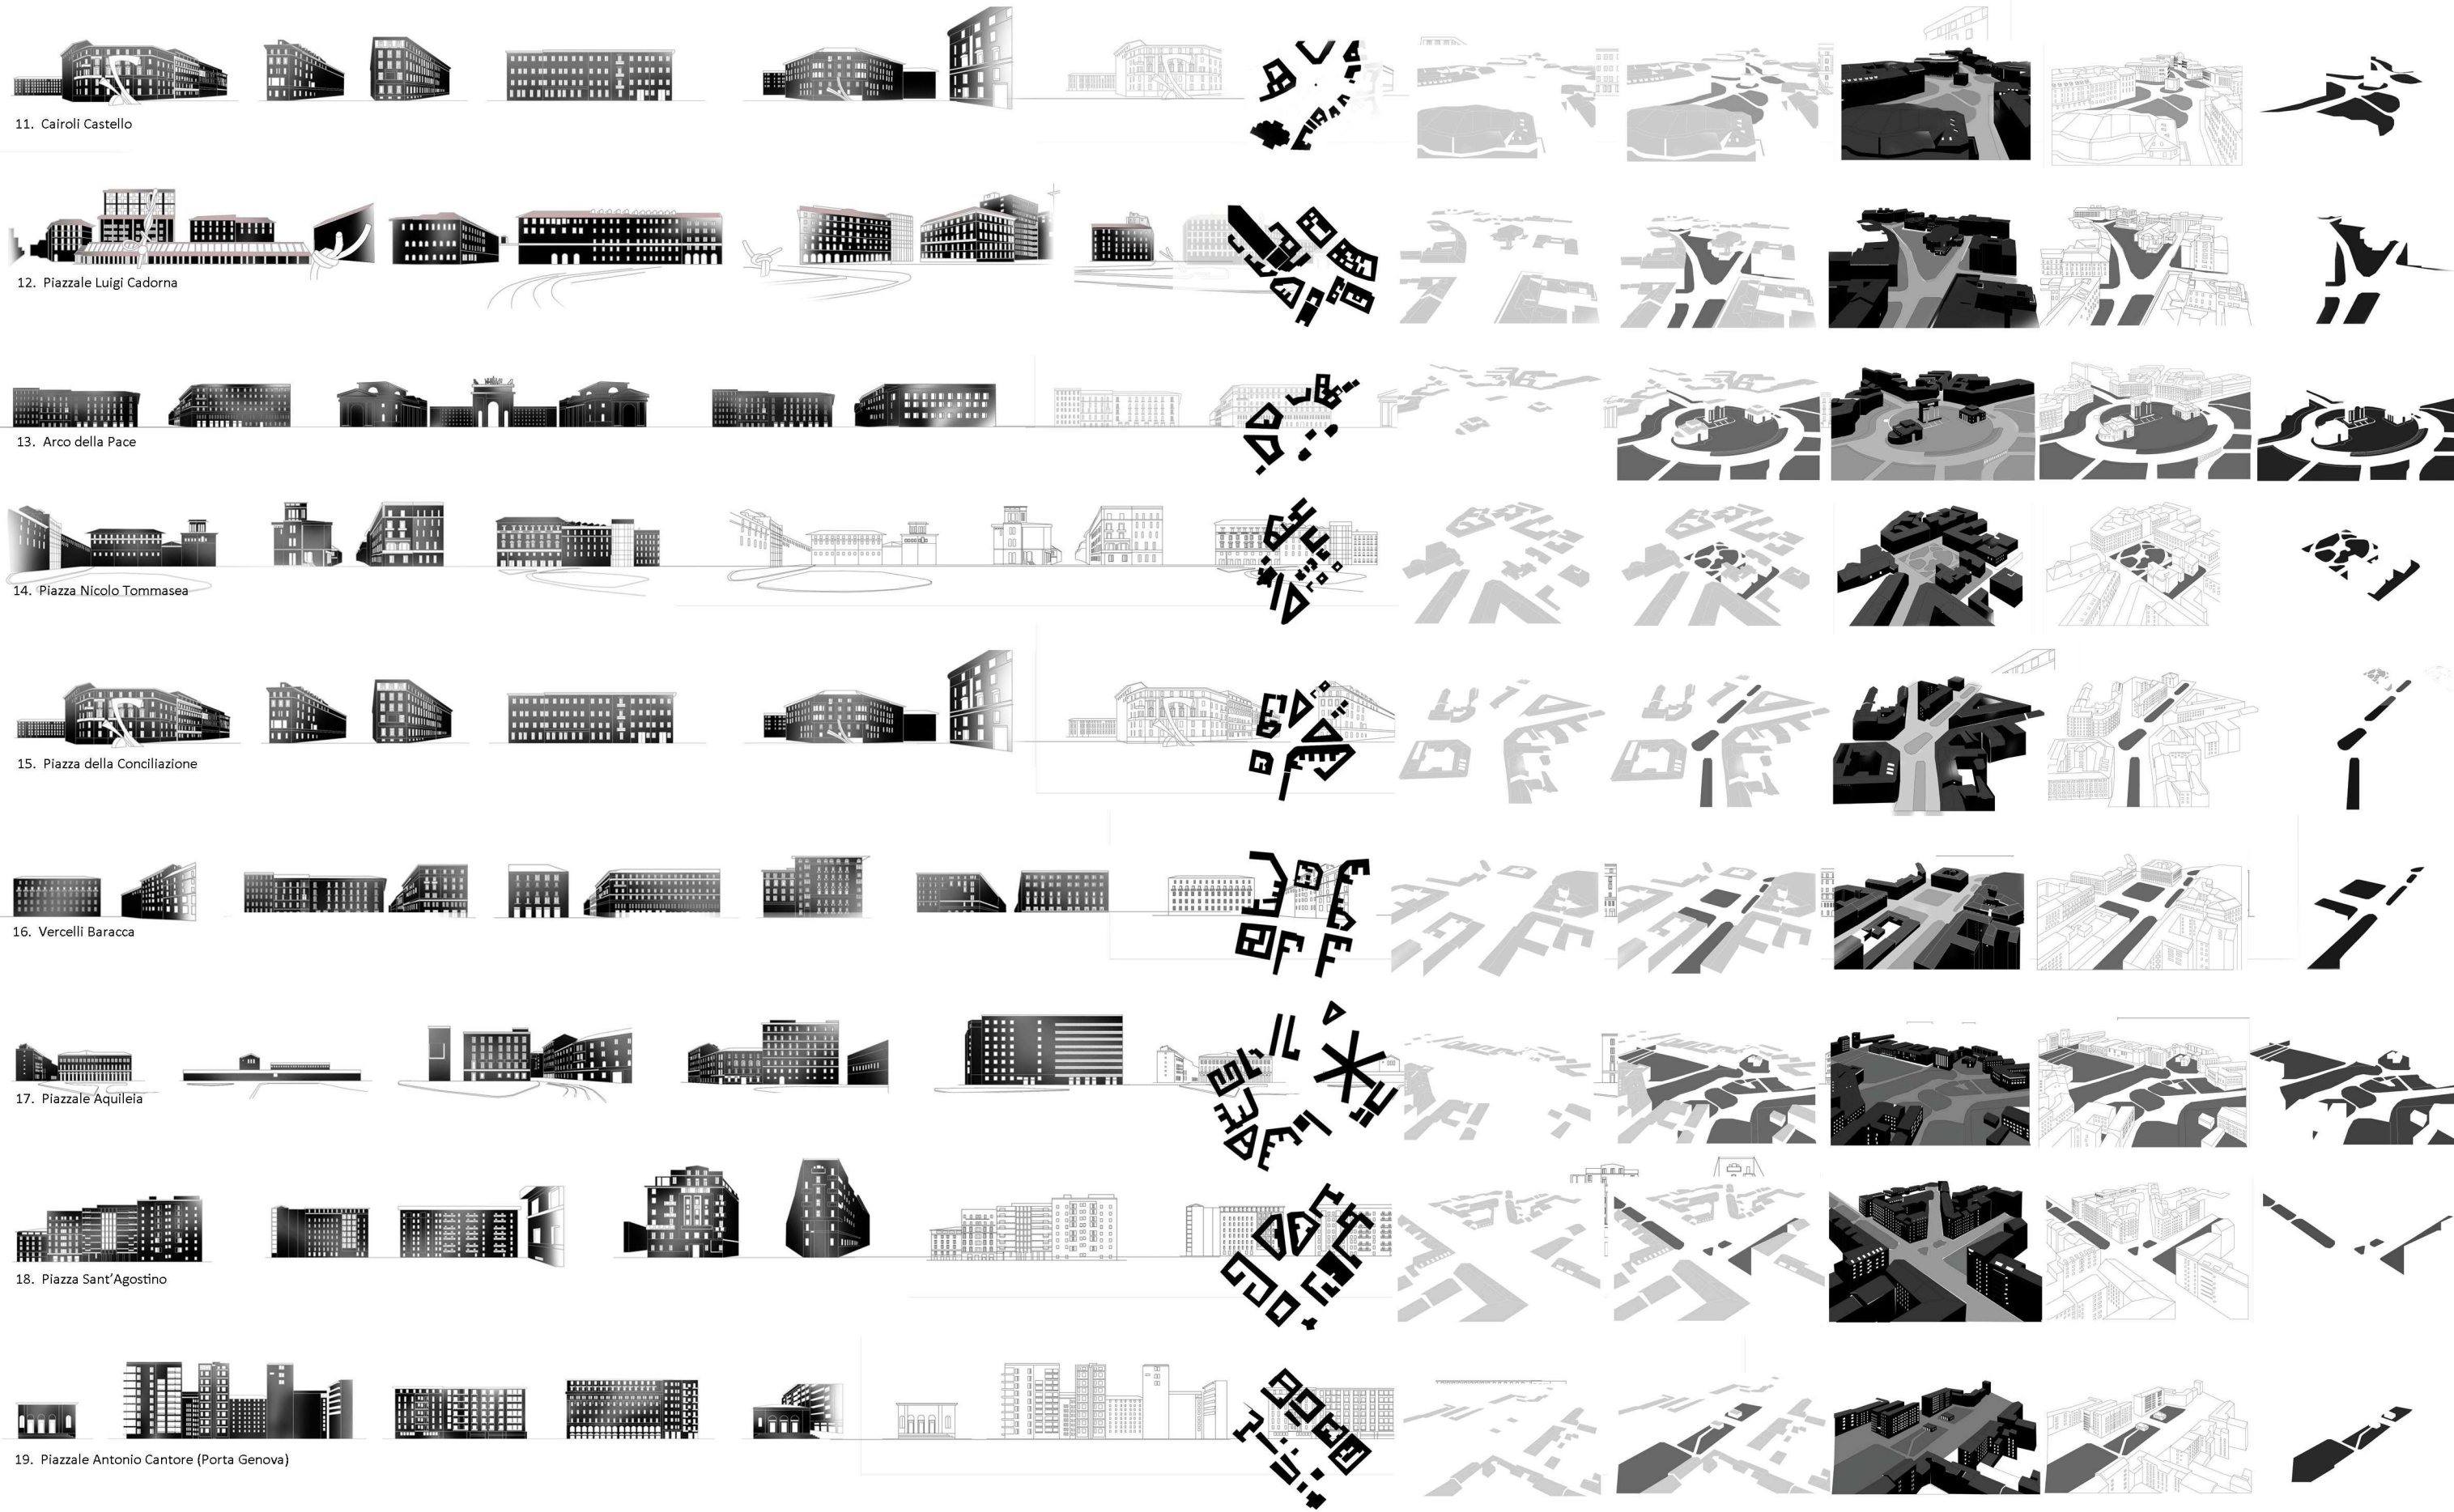 11. Cairoli Castello
12. Piazzale Luigi Cadorna
13. Arco della Pace
14. Piazza Nicolo Tommasea
15. Piazza della Conciliazione
16. Vercelli Baracca
17. Piazzale Aquileia
18. Piazza Sant'Agostino
19. Piazzale Antonio Cantore (Porta Genova)